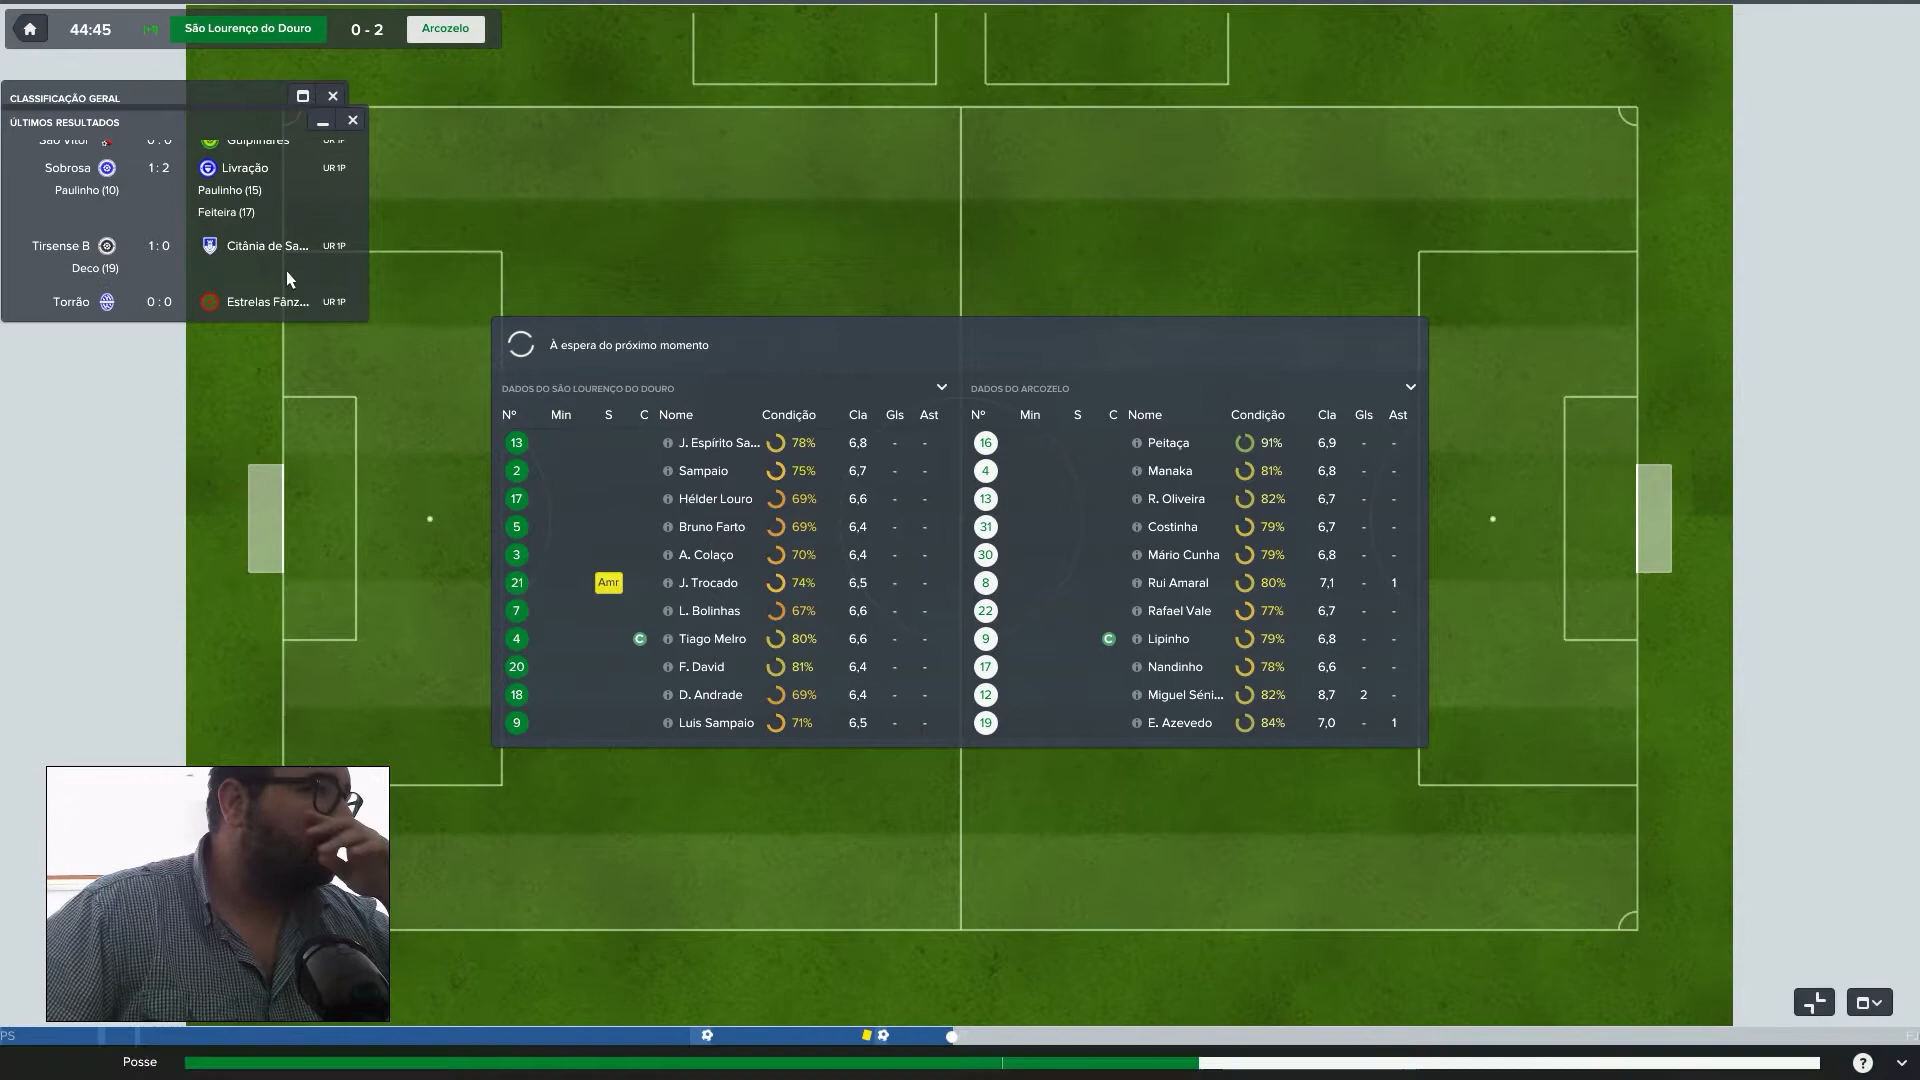 44:45 São Lourenço do Douro 0 - 2 Arcozelo
CLASSIFICAÇÃO GERAL
ÚLTIMOS RESULTADOS
São Vítor 0 : 0 Guipilhares UR 1P
Sobrosa 1 : 2 Livração UR 1P
Paulinho (10) Paulinho (15)
Feiteira (17)
Tirsense B 1 : 0 Citânia de Sa... UR 1P
Deco (19)
Torrão 0 : 0 Estrelas Fânz... UR 1P
À espera do próximo momento
DADOS DO SÃO LOURENÇO DO DOURO
Nº Min S C Nome Condição Cla Gls Ast
13 J. Espírito Sa... 78% 6,8 - -
2 Sampaio 75% 6,7 - -
17 Hélder Louro 69% 6,6 - -
5 Bruno Farto 69% 6,4 - -
3 A. Colaço 70% 6,4 - -
21 Amr J. Trocado 74% 6,5 - -
7 L. Bolinhas 67% 6,6 - -
4 C Tiago Melro 80% 6,6 - -
20 F. David 81% 6,4 - -
18 D. Andrade 69% 6,4 - -
9 Luis Sampaio 71% 6,5 - -
DADOS DO ARCOZELO
Nº Min S C Nome Condição Cla Gls Ast
16 Peitaça 91% 6,9 - -
4 Manaka 81% 6,8 - -
13 R. Oliveira 82% 6,7 - -
31 Costinha 79% 6,7 - -
30 Mário Cunha 79% 6,8 - -
8 Rui Amaral 80% 7,1 - 1
22 Rafael Vale 77% 6,7 - -
9 C Lipinho 79% 6,8 - -
17 Nandinho 78% 6,6 - -
12 Miguel Séni... 82% 8,7 2 -
19 E. Azevedo 84% 7,0 - 1
PS
Posse ?